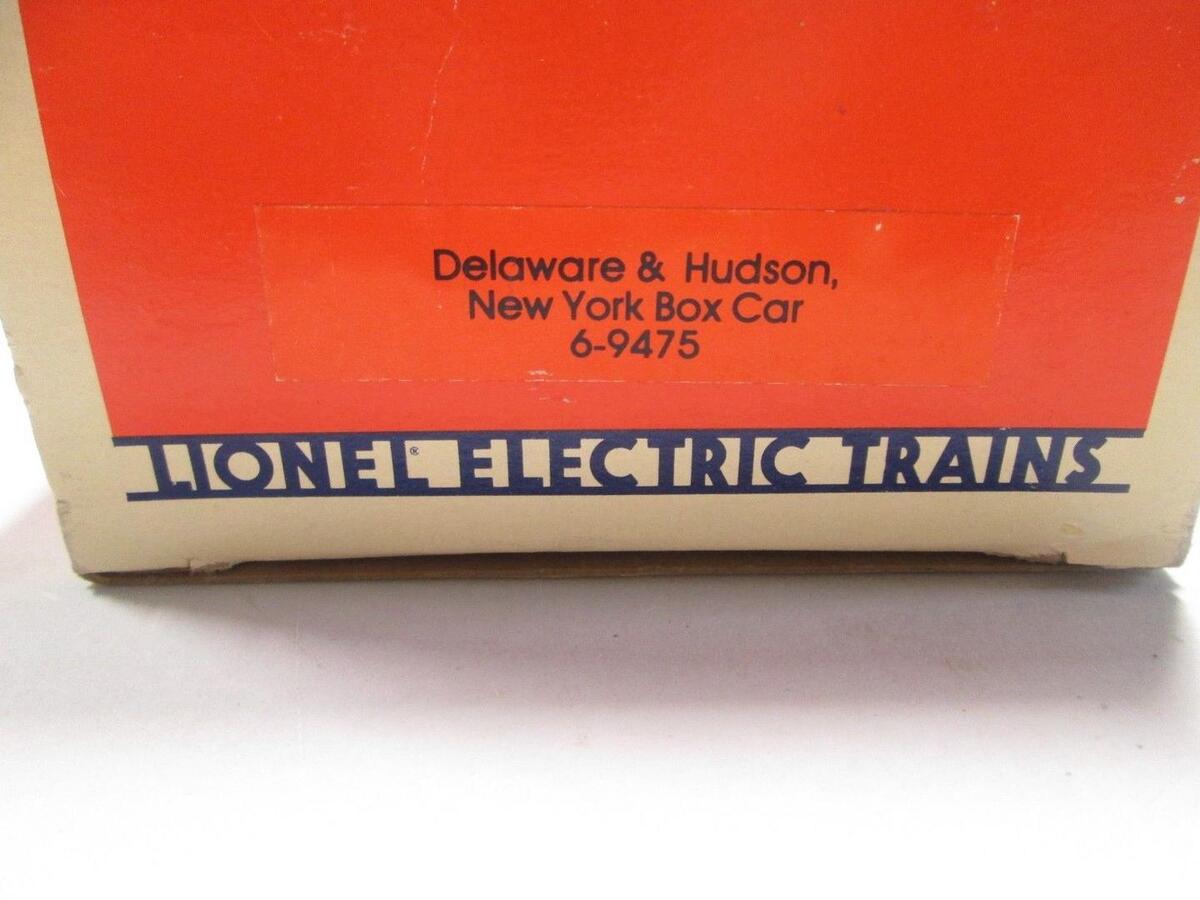 Delaware & Hudson,
New York Box Car
6-9475
LIONEL® ELECTRIC TRAINS